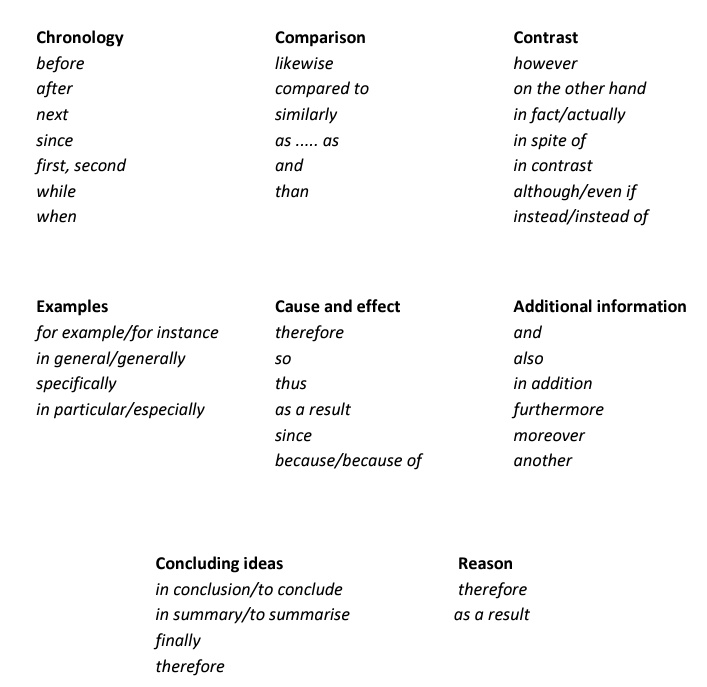 Chronology
before
after
next
since
first, second
while
when
Comparison
likewise
compared to
similarly
as ..... as
and
than
Contrast
however
on the other hand
in fact/actually
in spite of
in contrast
although/even if
instead/instead of
Examples
for example/for instance
in general/generally
specifically
in particular/especially
Cause and effect
therefore
so
thus
as a result
since
because/because of
Additional information
and
also
in addition
furthermore
moreover
another
Concluding ideas
in conclusion/to conclude
in summary/to summarise
finally
therefore
Reason
therefore
as a result